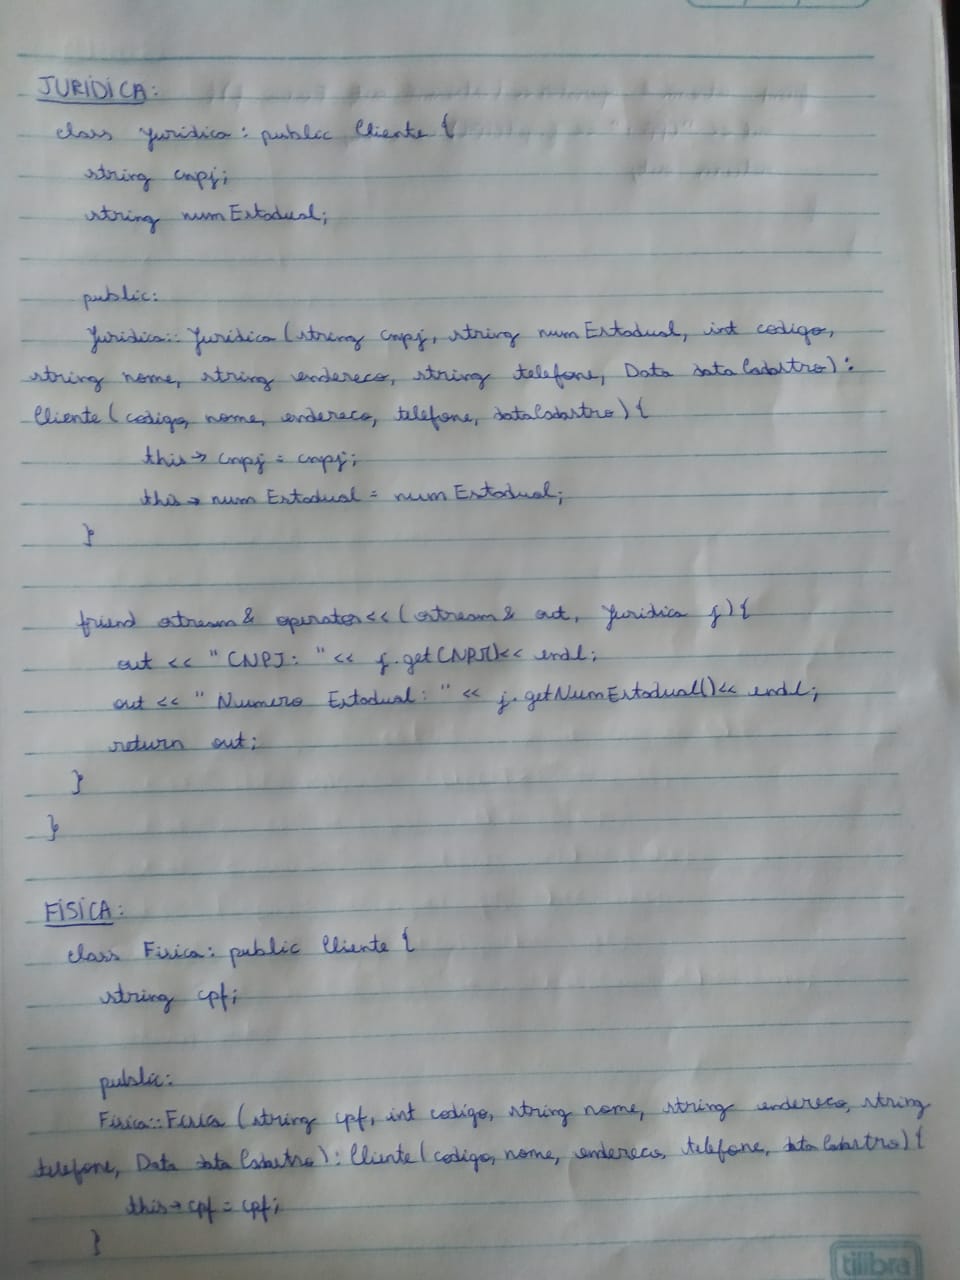 JURIDICA:
class Juridica: public Cliente {
string cnpj;
string numEstadual;
public:
Juridica::Juridica (string cnpj, string numEstadual, int codigo,
string nome, string endereco, string telefone, Data dataCadastro):
Cliente (codigo, nome, endereco, telefone, dataCadastro) {
this-> cnpj = cnpj;
this-> numEstadual = numEstadual;
}
friend ostream& operator<< (ostream& out, Juridica j) {
out << "CNPJ: " << j.getCNPJ()<< endl;
out << "Numero Estadual: " << j.getNumEstadual()<< endl;
return out;
}
}
FISICA:
class Fisica: public Cliente {
string cpf;
public:
Fisica::Fisica (string cpf, int codigo, string nome, string endereco, string
telefone, Data dataCadastro): Cliente (codigo, nome, endereco, telefone, dataCadastro) {
this-> cpf = cpf;
}
tilibra